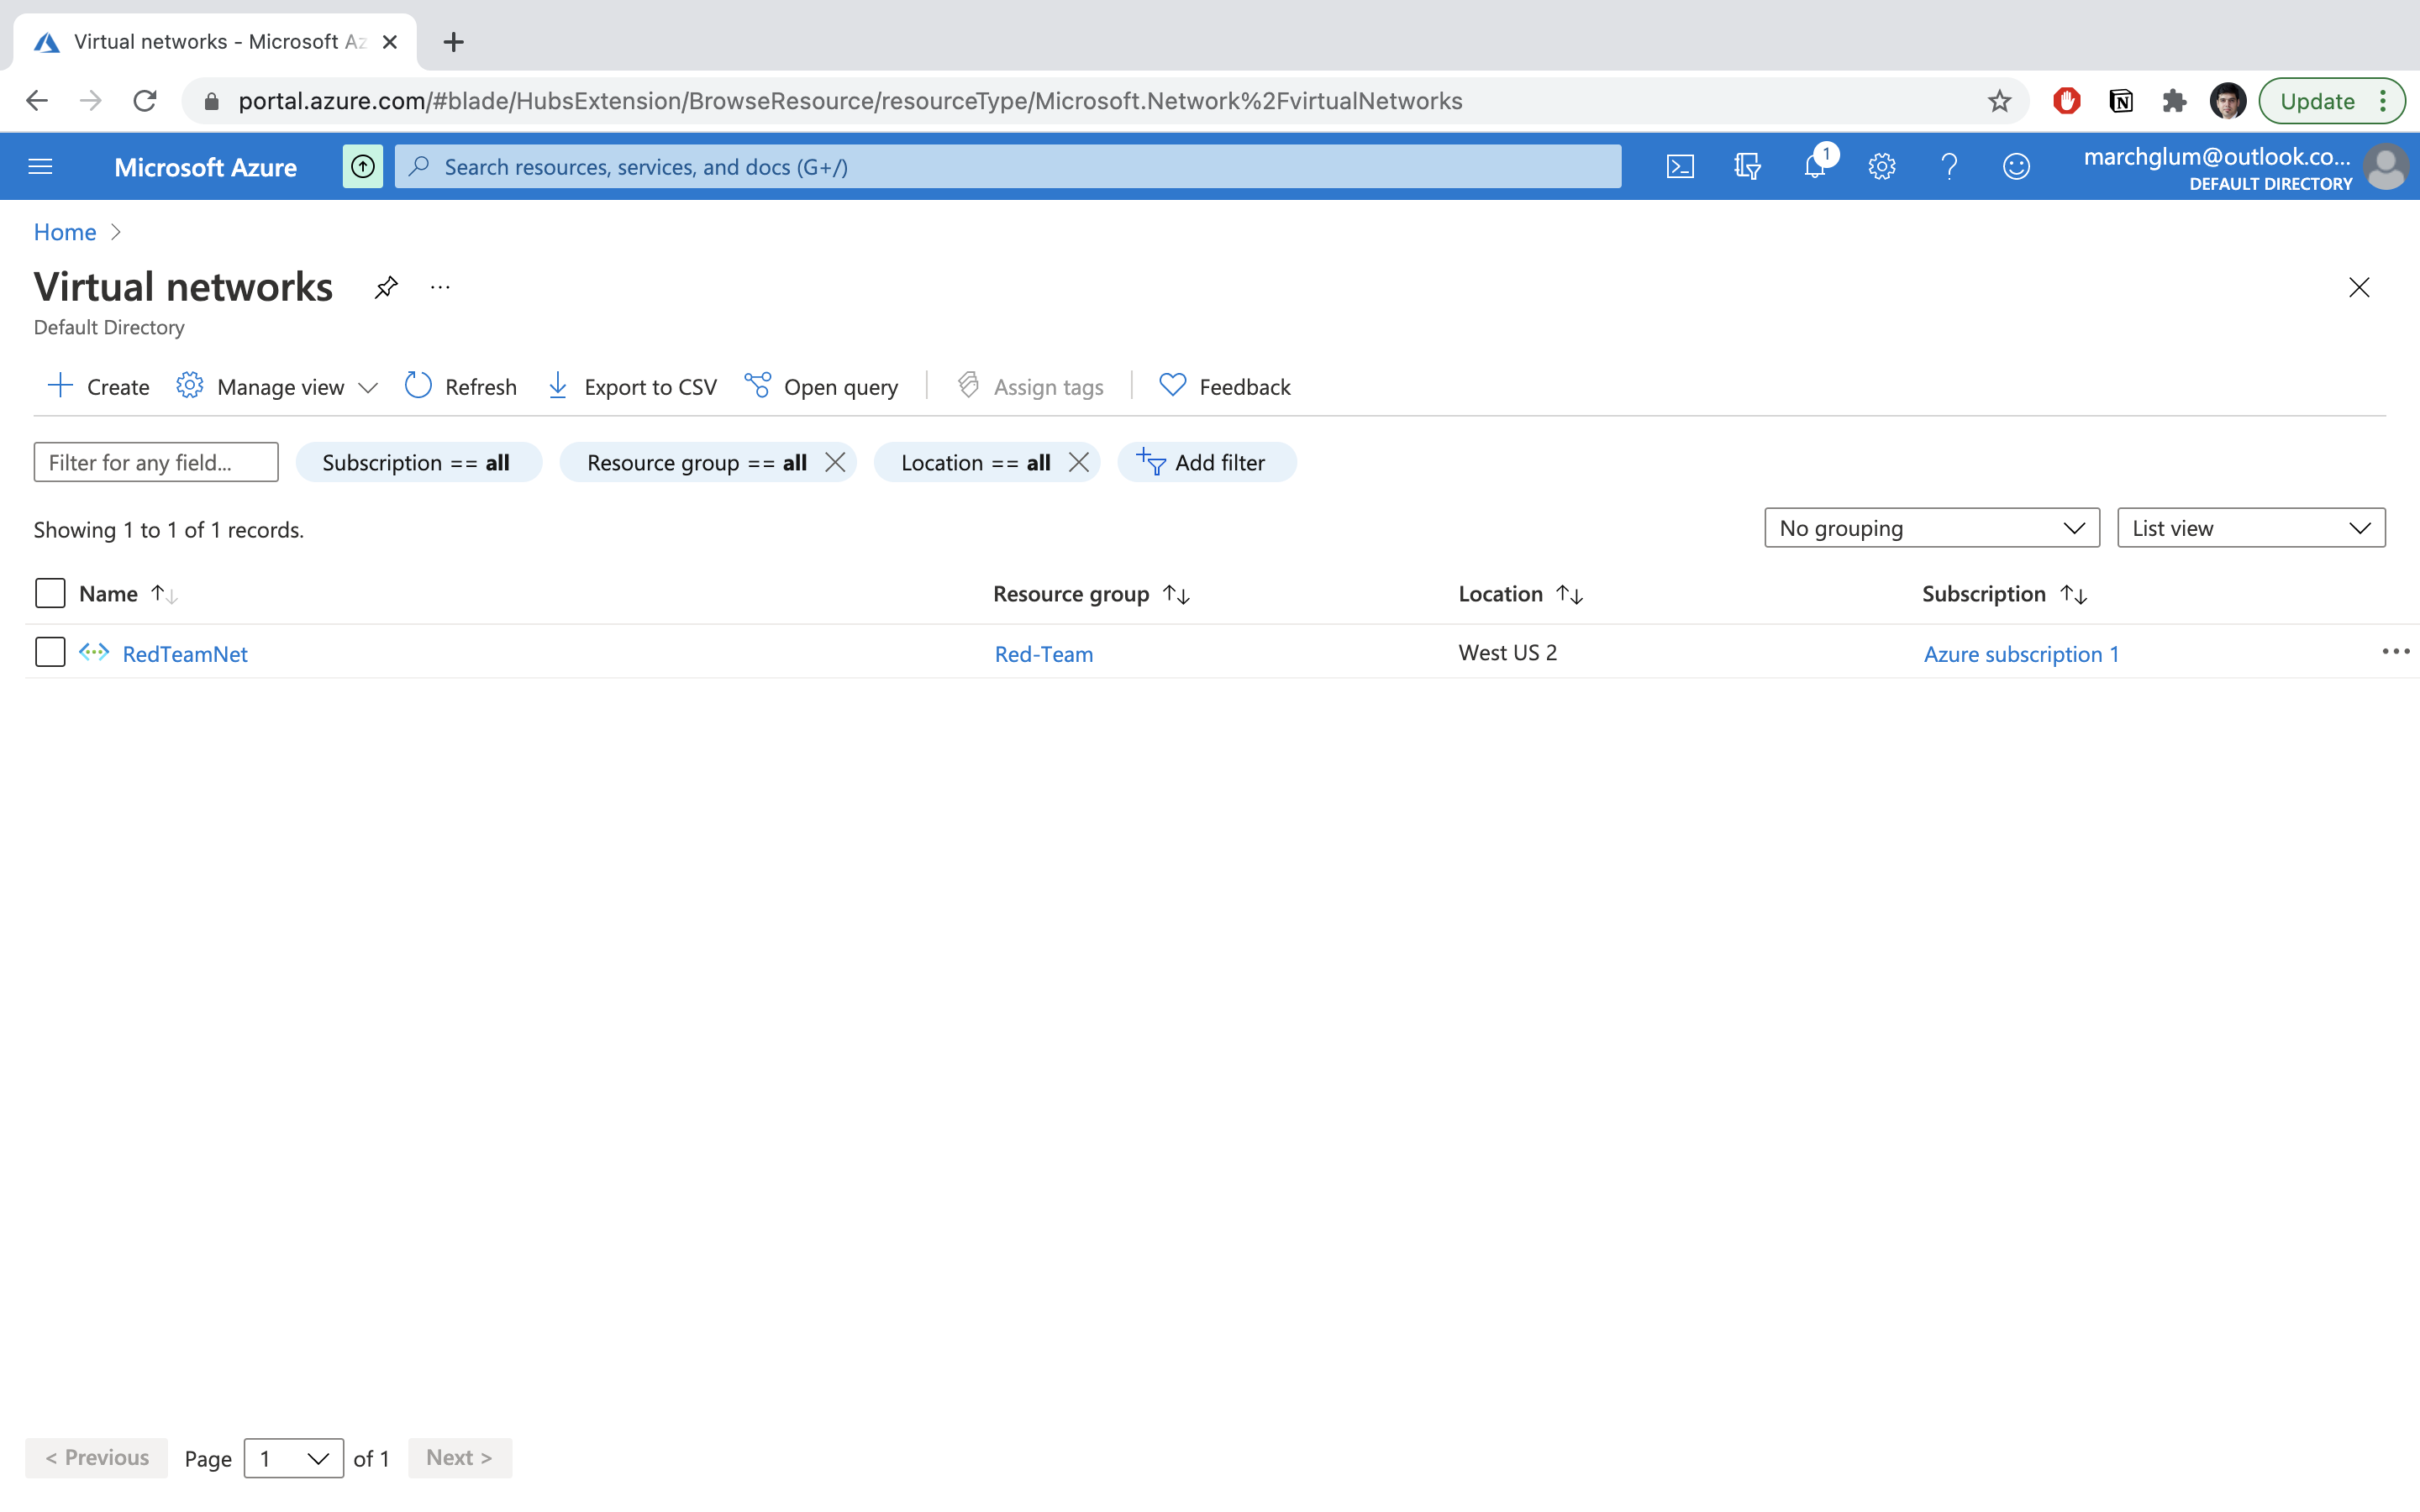 Virtual networks - Microsoft Az
portal.azure.com/#blade/HubsExtension/BrowseResource/resourceType/Microsoft.Network%2FvirtualNetworks
Update
Microsoft Azure
Search resources, services, and docs (G+/)
1
marchglum@outlook.co...
DEFAULT DIRECTORY
Home
Virtual networks
Default Directory
Create
Manage view
Refresh
Export to CSV
Open query
Assign tags
Feedback
Filter for any field...
Subscription == all
Resource group == all
Location == all
Add filter
Showing 1 to 1 of 1 records.
No grouping
List view
Name
Resource group
Location
Subscription
RedTeamNet
Red-Team
West US 2
Azure subscription 1
< Previous
Page
1
of 1
Next >